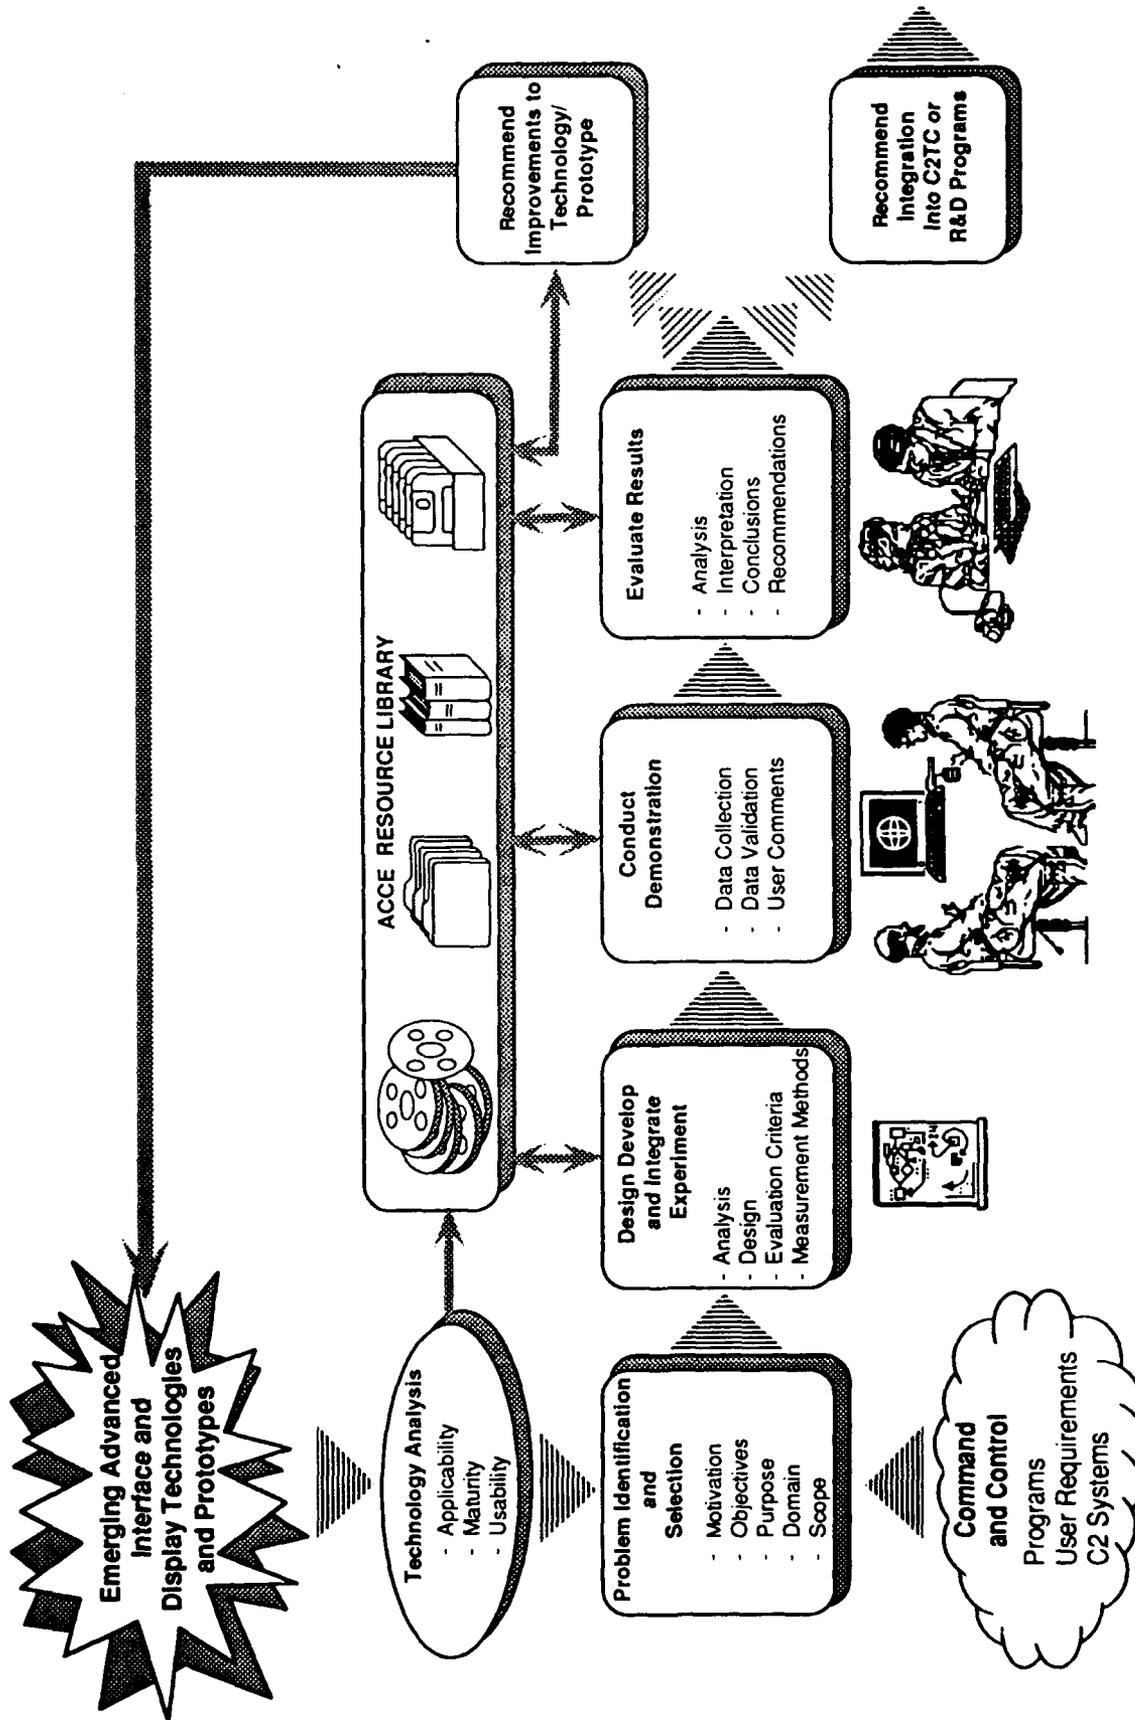 Emerging Advanced
Interface and
Display Technologies
and Prototypes
Technology Analysis
- Applicability
- Maturity
- Usability
ACCE RESOURCE LIBRARY
Recommend
Improvements to
Technology/
Prototype
Problem Identification
and
Selection
- Motivation
- Objectives
- Purpose
- Domain
- Scope
Design Develop
and Integrate
Experiment
- Analysis
- Design
- Evaluation Criteria
- Measurement Methods
Conduct
Demonstration
- Data Collection
- Data Validation
- User Comments
Evaluate Results
- Analysis
- Interpretation
- Conclusions
- Recommendations
Recommend
Integration
Into C2TC or
R&D Programs
Command
and Control
Programs
User Requirements
C2 Systems